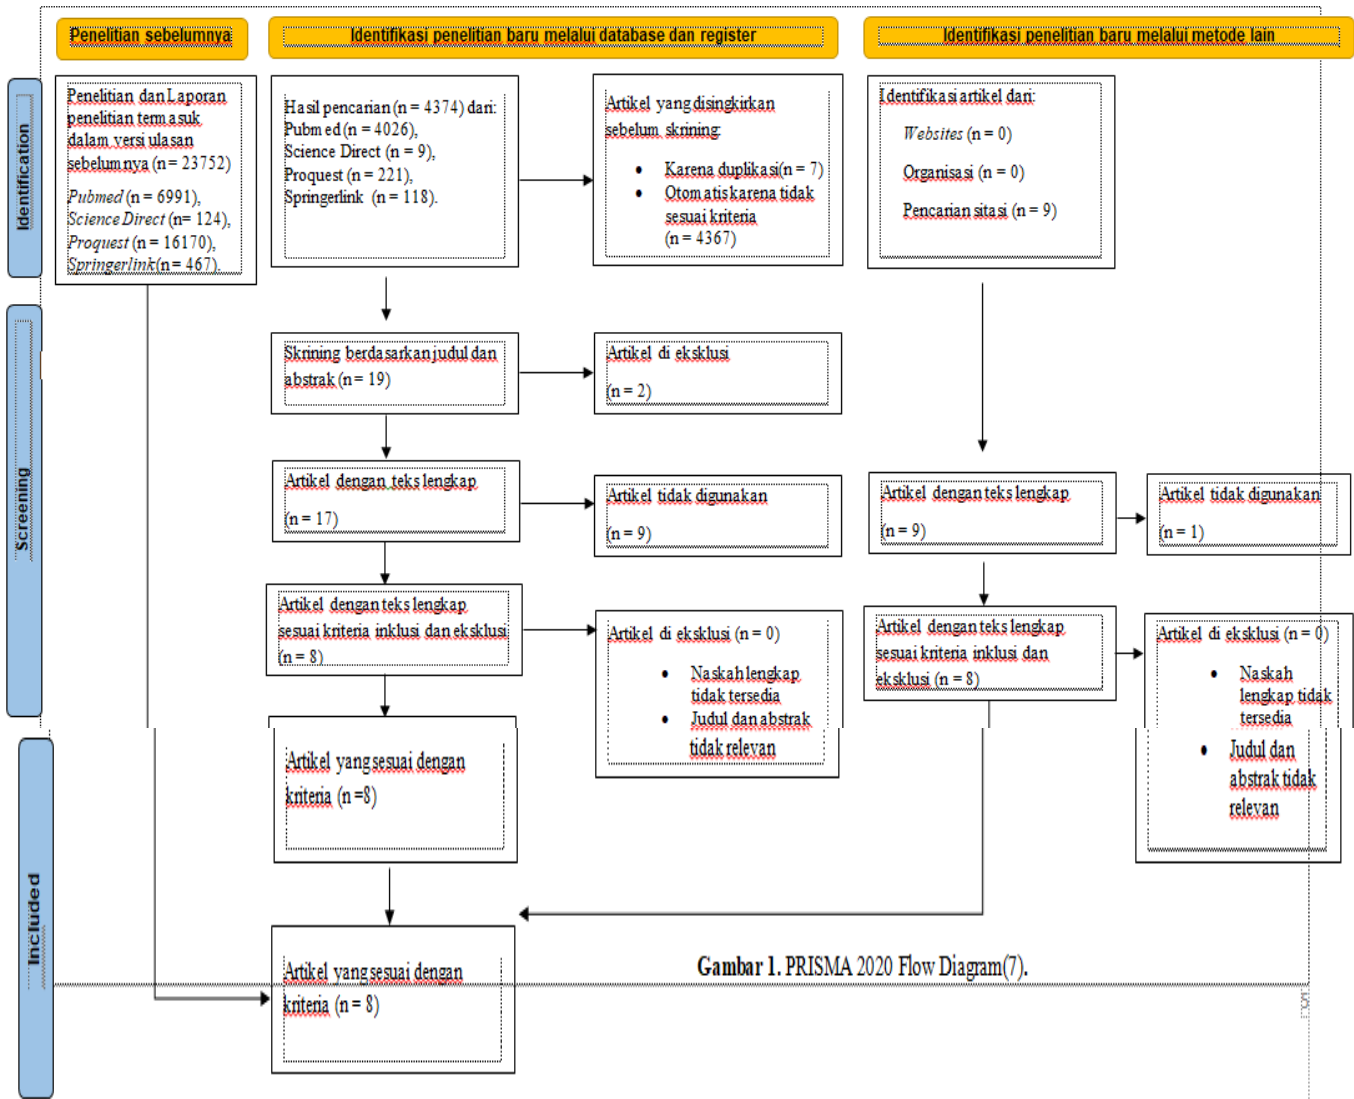 Penelitian sebelumnya
Identifikasi penelitian baru melalui database dan register
Identifikasi penelitian baru melalui metode lain
Identification
Penelitian dan Laporan
penelitian termasuk
dalam versi ulasan
sebelumnya (n = 23752)
Pubmed (n = 6991),
Science Direct (n= 124),
Proquest (n = 16170),
Springerlink(n= 467).
Hasil pencarian (n = 4374) dari:
Pubmed (n = 4026),
Science Direct (n = 9),
Proquest (n = 221),
Springerlink (n = 118).
Artikel yang disingkirkan
sebelum skrining:
• Karena duplikasi(n = 7)
• Otomatis karena tidak
sesuai kriteria
(n = 4367)
Identifikasi artikel dari:
Websites (n = 0)
Organisasi (n = 0)
Pencarian sitasi (n = 9)
Screening
Skrining berdasarkan judul dan
abstrak (n = 19)
Artikel di eksklusi
(n = 2)
Artikel dengan teks lengkap
(n = 17)
Artikel tidak digunakan
(n = 9)
Artikel dengan teks lengkap
(n = 9)
Artikel tidak digunakan
(n = 1)
Artikel dengan teks lengkap
sesuai kriteria inklusi dan eksklusi
(n = 8)
Artikel di eksklusi (n = 0)
• Naskah lengkap
tidak tersedia
• Judul dan abstrak
tidak relevan
Artikel dengan teks lengkap
sesuai kriteria inklusi dan
eksklusi (n = 8)
Artikel di eksklusi (n = 0)
• Naskah
lengkap tidak
tersedia
• Judul dan
abstrak tidak
relevan
Included
Artikel yang sesuai dengan
kriteria (n =8)
Artikel yang sesuai dengan
kriteria (n = 8)
Gambar 1. PRISMA 2020 Flow Diagram(7).